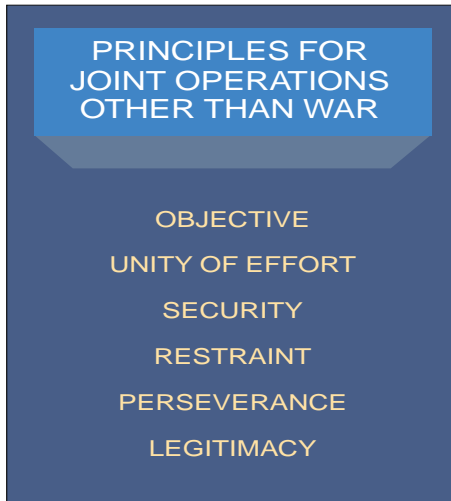 PRINCIPLES FOR
JOINT OPERATIONS
OTHER THAN WAR
OBJECTIVE
UNITY OF EFFORT
SECURITY
RESTRAINT
PERSEVERANCE
LEGITIMACY